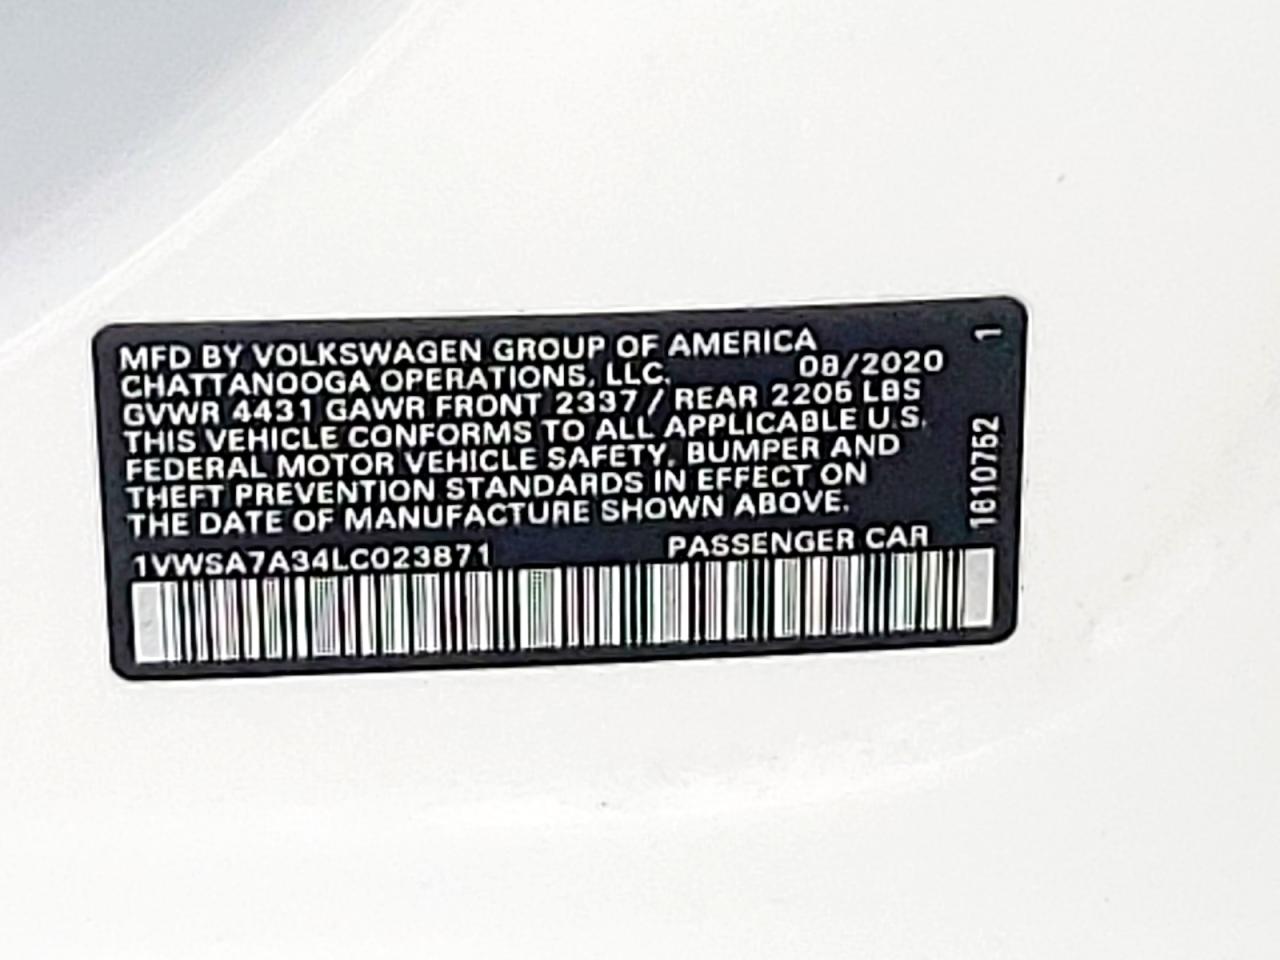 MFD BY VOLKSWAGEN GROUP OF AMERICA
CHATTANOOGA OPERATIONS, LLC, 08/2020
GVWR 4431 GAWR FRONT 2337 / REAR 2206 LBS
THIS VEHICLE CONFORMS TO ALL APPLICABLE U.S.
FEDERAL MOTOR VEHICLE SAFETY, BUMPER AND
THEFT PREVENTION STANDARDS IN EFFECT ON
THE DATE OF MANUFACTURE SHOWN ABOVE.
1VWSA7A34LC023871 PASSENGER CAR
1610752 1